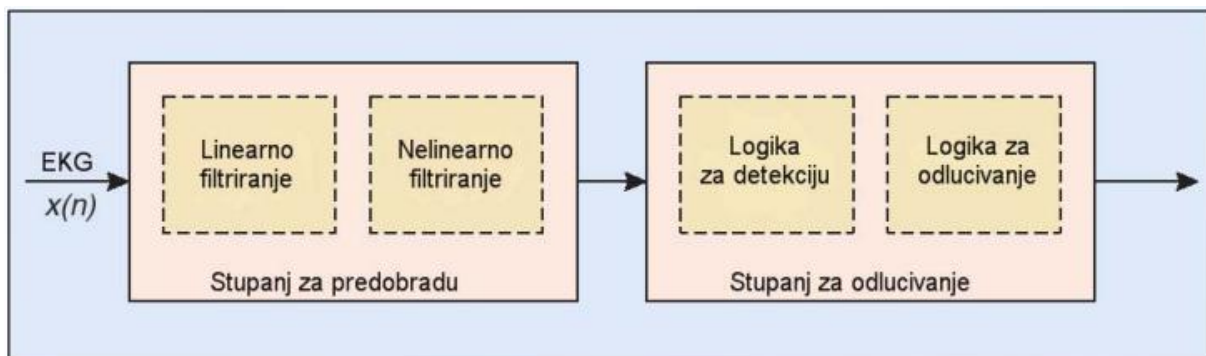 EKG
x(n)
Linearno
filtriranje
Nelinearno
filtriranje
Stupanj za predobradu
Logika
za detekciju
Logika za
odlucivanje
Stupanj za odlucivanje